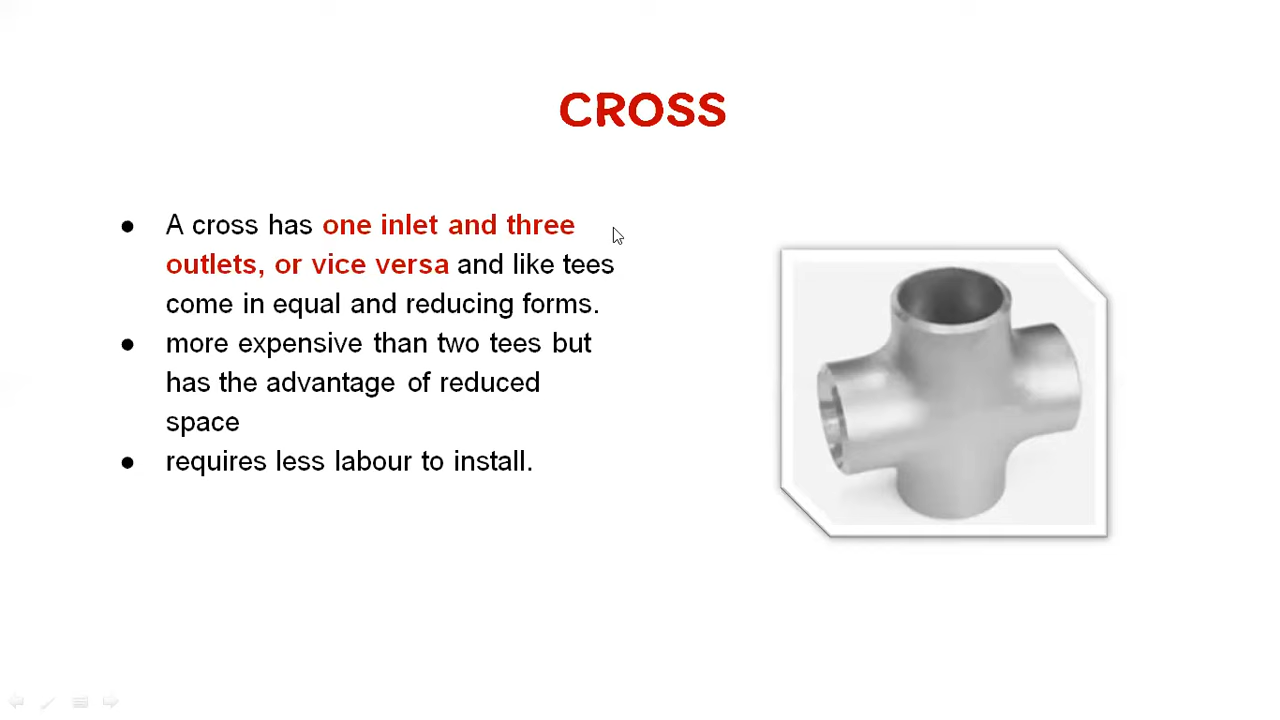 CROSS
● A cross has one inlet and three
outlets, or vice versa and like tees
come in equal and reducing forms.
● more expensive than two tees but
has the advantage of reduced
space
● requires less labour to install.